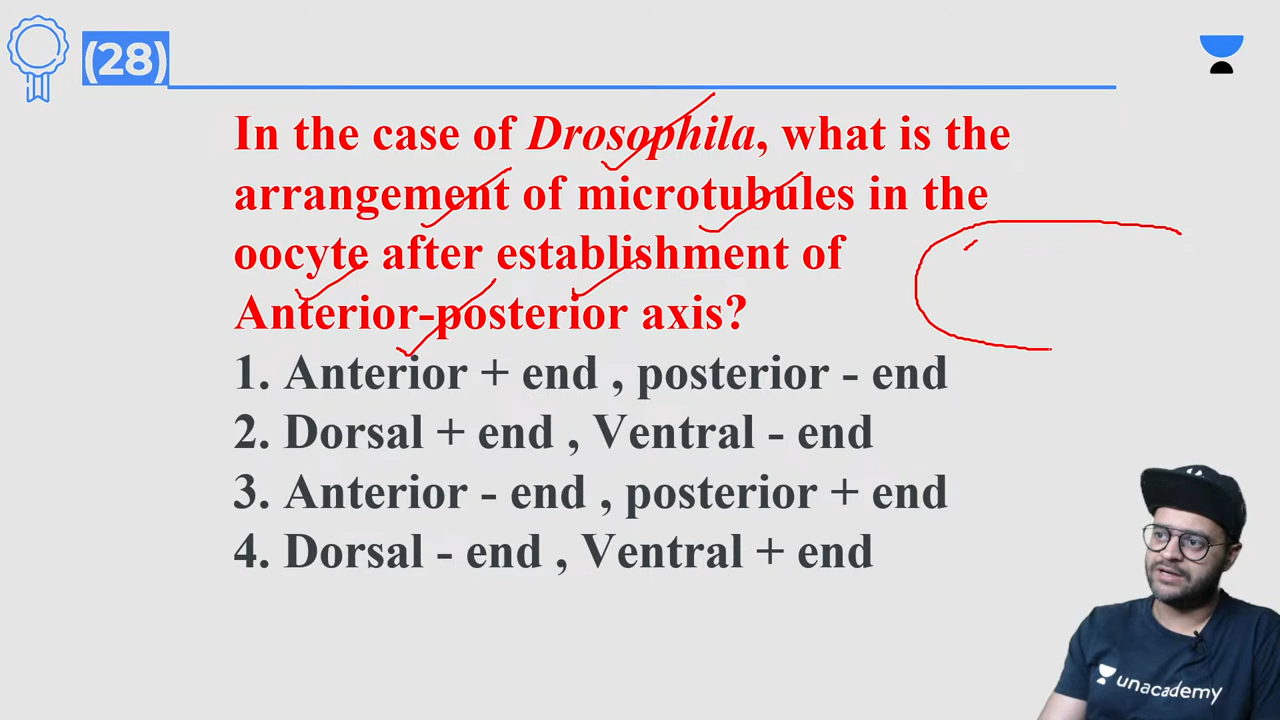 (28)
In the case of Drosophila, what is the
arrangement of microtubules in the
oocyte after establishment of
Anterior-posterior axis?
1. Anterior + end , posterior - end
2. Dorsal + end , Ventral - end
3. Anterior - end , posterior + end
4. Dorsal - end , Ventral + end
unacademy